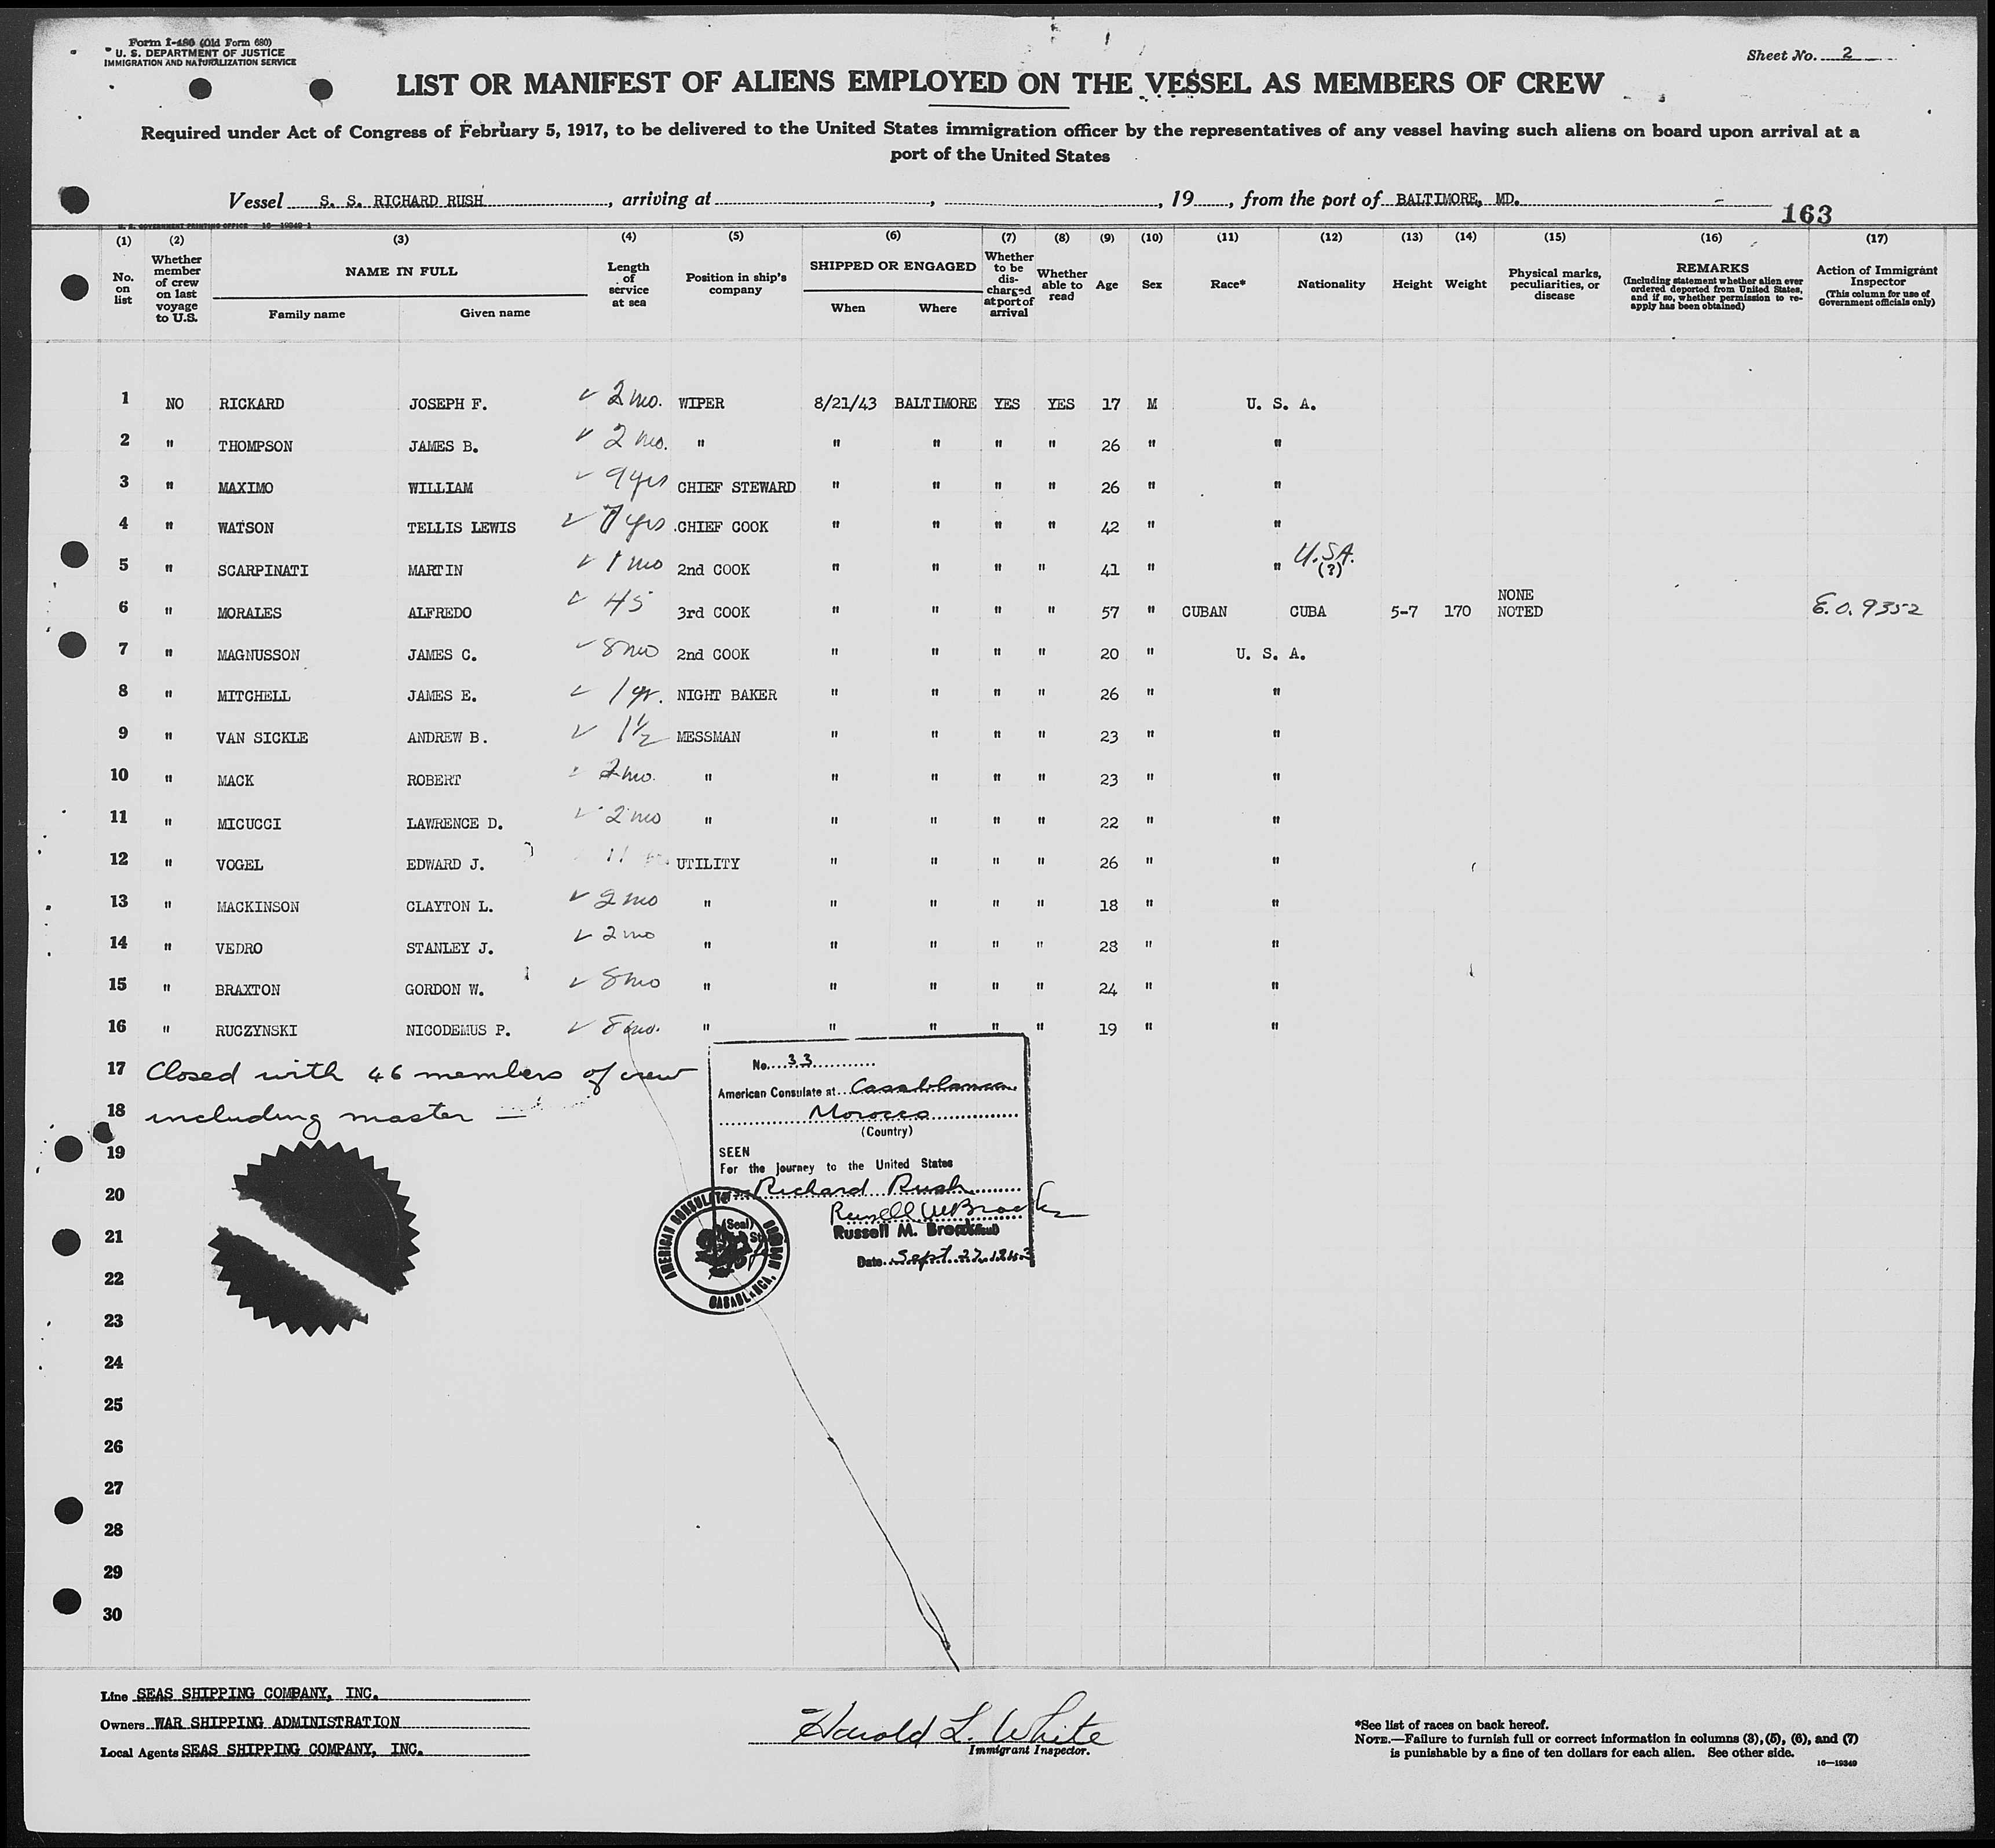 Form I-480 (Old Form 680)
U. S. DEPARTMENT OF JUSTICE
IMMIGRATION AND NATURALIZATION SERVICE
Sheet No. 2
LIST OR MANIFEST OF ALIENS EMPLOYED ON THE VESSEL AS MEMBERS OF CREW
Required under Act of Congress of February 5, 1917, to be delivered to the United States immigration officer by the representatives of any vessel having such aliens on board upon arrival at a
port of the United States
Vessel S. S. RICHARD RUSH, arriving at , , 19 , from the port of BALTIMORE, MD.
163
U. S. GOVERNMENT PRINTING OFFICE 16—19349-1
(1) (2) (3) (4) (5) (6) (7) (8) (9) (10) (11) (12) (13) (14) (15) (16) (17)
No. on list
Whether member of crew on last voyage to U.S.
NAME IN FULL
Family name Given name
Length of service at sea
Position in ship's company
SHIPPED OR ENGAGED
When Where
Whether to be discharged at port of arrival
Whether able to read
Age
Sex
Race*
Nationality
Height
Weight
Physical marks, peculiarities, or disease
REMARKS
(Including statement whether alien ever ordered deported from United States, and if so, whether permission to re-apply has been obtained)
Action of Immigrant Inspector
(This column for use of Government officials only)
1 NO RICKARD JOSEPH F. ✓ 2 mo. WIPER 8/21/43 BALTIMORE YES YES 17 M U. S. A.
2 " THOMPSON JAMES B. ✓ 2 mo. " " " " " 26 " "
3 " MAXIMO WILLIAM ✓ 9 yrs CHIEF STEWARD " " " " 26 " "
4 " WATSON TELLIS LEWIS ✓ 7 yrs. CHIEF COOK " " " " 42 " "
5 " SCARPINATI MARTIN ✓ 1 mo 2nd COOK " " " " 41 " " U.S.A. (?)
6 " MORALES ALFREDO ✓ 45 3rd COOK " " " " 57 " CUBAN CUBA 5-7 170 NONE NOTED E.O. 9352
7 " MAGNUSSON JAMES C. ✓ 8 mo 2nd COOK " " " " 20 " U. S. A.
8 " MITCHELL JAMES E. ✓ 1 yr. NIGHT BAKER " " " " 26 " "
9 " VAN SICKLE ANDREW B. ✓ 1 1/2 MESSMAN " " " " 23 " "
10 " MACK ROBERT 2 mo. " " " " " 23 " "
11 " MICUCCI LAWRENCE D. ✓ 2 mo " " " " " 22 " "
12 " VOGEL EDWARD J. 11 UTILITY " " " " 26 " "
13 " MACKINSON CLAYTON L. ✓ 2 mo " " " " " 18 " "
14 " VEDRO STANLEY J. ✓ 2 mo " " " " " 28 " "
15 " BRAXTON GORDON W. ✓ 8 mo " " " " " 24 " "
16 " RUCZYNSKI NICODEMUS P. ✓ 8 mo. " " " " " 19 " "
17 Closed with 46 members of crew
18 including master —
19
20
21
22
23
24
25
26
27
28
29
30
No. 33
American Consulate at Casablanca
Morocco
(Country)
SEEN
For the journey to the United States
Richard Rush
Russell M Brooks
Russell M. Brooks
(Seal)
Date Sept. 27, 1943
AMERICAN CONSULATE
CASABLANCA, MOROCCO
Line SEAS SHIPPING COMPANY, INC.
Owners WAR SHIPPING ADMINISTRATION
Local Agents SEAS SHIPPING COMPANY, INC.
Harold L. White
Immigrant Inspector.
*See list of races on back hereof.
NOTE.—Failure to furnish full or correct information in columns (3), (5), (6), and (7)
is punishable by a fine of ten dollars for each alien. See other side.
16—19349